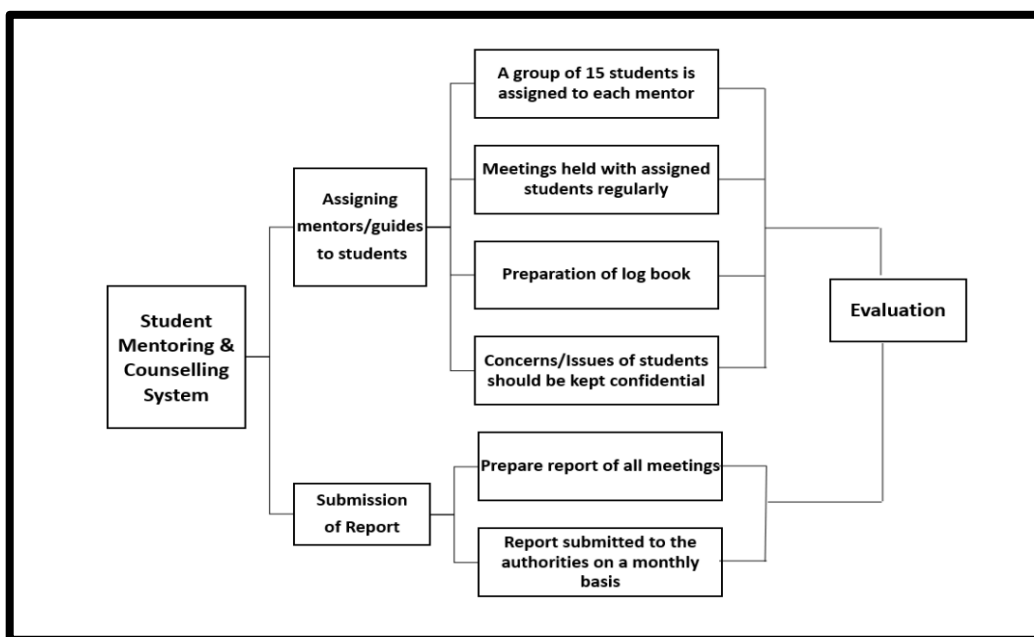 Student
Mentoring &
Counselling
System
Assigning
mentors/guides
to students
A group of 15 students is
assigned to each mentor
Meetings held with assigned
students regularly
Preparation of log book
Concerns/Issues of students
should be kept confidential
Submission
of Report
Prepare report of all meetings
Report submitted to the
authorities on a monthly
basis
Evaluation